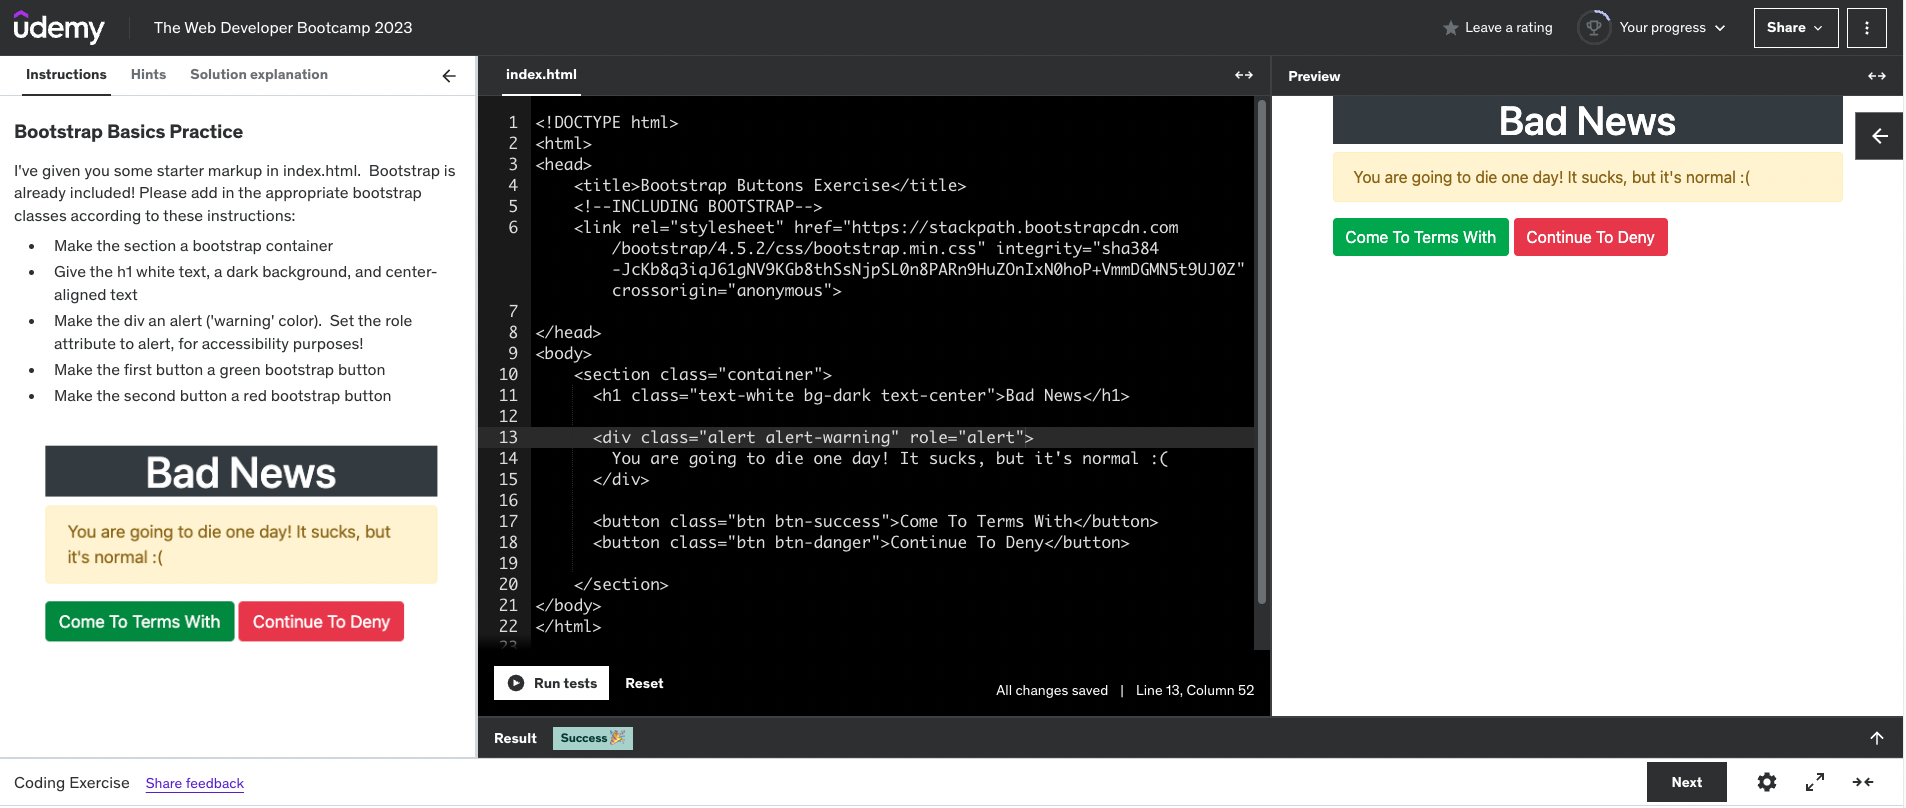 udemy
The Web Developer Bootcamp 2023
Leave a rating
Your progress
Share
Instructions
Hints
Solution explanation
Bootstrap Basics Practice
I've given you some starter markup in index.html.  Bootstrap is
already included! Please add in the appropriate bootstrap
classes according to these instructions:
Make the section a bootstrap container
Give the h1 white text, a dark background, and center-
aligned text
Make the div an alert ('warning' color).  Set the role
attribute to alert, for accessibility purposes!
Make the first button a green bootstrap button
Make the second button a red bootstrap button
Bad News
You are going to die one day! It sucks, but
it's normal :(
Come To Terms With
Continue To Deny
index.html
1 <!DOCTYPE html>
2 <html>
3 <head>
4 <title>Bootstrap Buttons Exercise</title>
5 <!--INCLUDING BOOTSTRAP-->
6 <link rel="stylesheet" href="https://stackpath.bootstrapcdn.com
/bootstrap/4.5.2/css/bootstrap.min.css" integrity="sha384
-JcKb8q3iqJ61gNV9KGb8thSsNjpSL0n8PARn9HuZOnIxN0hoP+VmmDGMN5t9UJ0Z"
crossorigin="anonymous">
7
8 </head>
9 <body>
10 <section class="container">
11 <h1 class="text-white bg-dark text-center">Bad News</h1>
12
13 <div class="alert alert-warning" role="alert">
14 You are going to die one day! It sucks, but it's normal :(
15 </div>
16
17 <button class="btn btn-success">Come To Terms With</button>
18 <button class="btn btn-danger">Continue To Deny</button>
19
20 </section>
21 </body>
22 </html>
23
Run tests
Reset
All changes saved | Line 13, Column 52
Result
Success🎉
Preview
Bad News
You are going to die one day! It sucks, but it's normal :(
Come To Terms With
Continue To Deny
Coding Exercise
Share feedback
Next